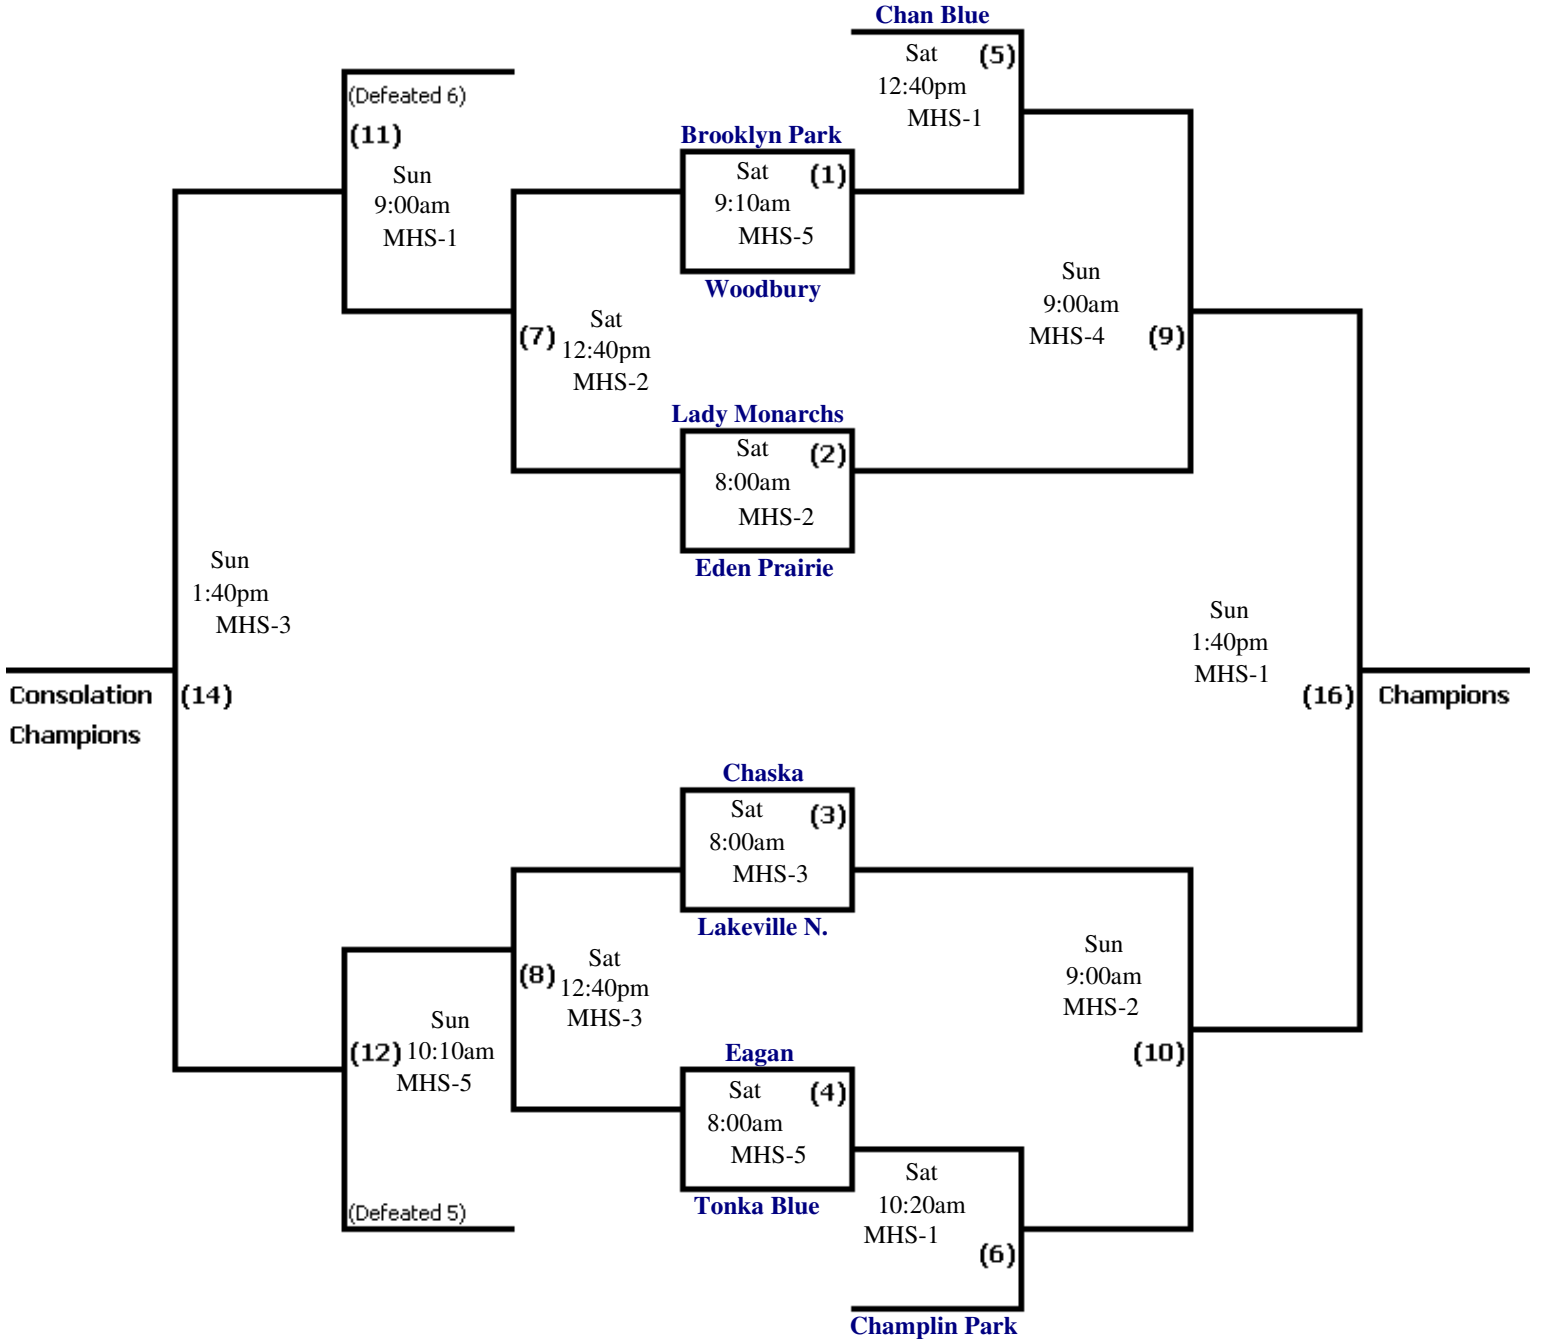 Chan Blue
Sat (5)
12:40pm
MHS-1
(Defeated 6)
(11)
Sun
9:00am
MHS-1
Brooklyn Park
Sat (1)
9:10am
MHS-5
Woodbury
Sun
9:00am
MHS-4 (9)
(7) Sat
12:40pm
MHS-2
Lady Monarchs
Sat (2)
8:00am
MHS-2
Eden Prairie
Sun
1:40pm
MHS-3
Sun
1:40pm
MHS-1
Consolation (14)
Champions
(16) Champions
Chaska
Sat (3)
8:00am
MHS-3
Lakeville N.
(8) Sat
12:40pm
MHS-3
Sun
9:00am
MHS-2
(10)
Sun
(12) 10:10am
MHS-5
Eagan
Sat (4)
8:00am
MHS-5
Tonka Blue
(Defeated 5)
Sat
10:20am
MHS-1
(6)
Champlin Park